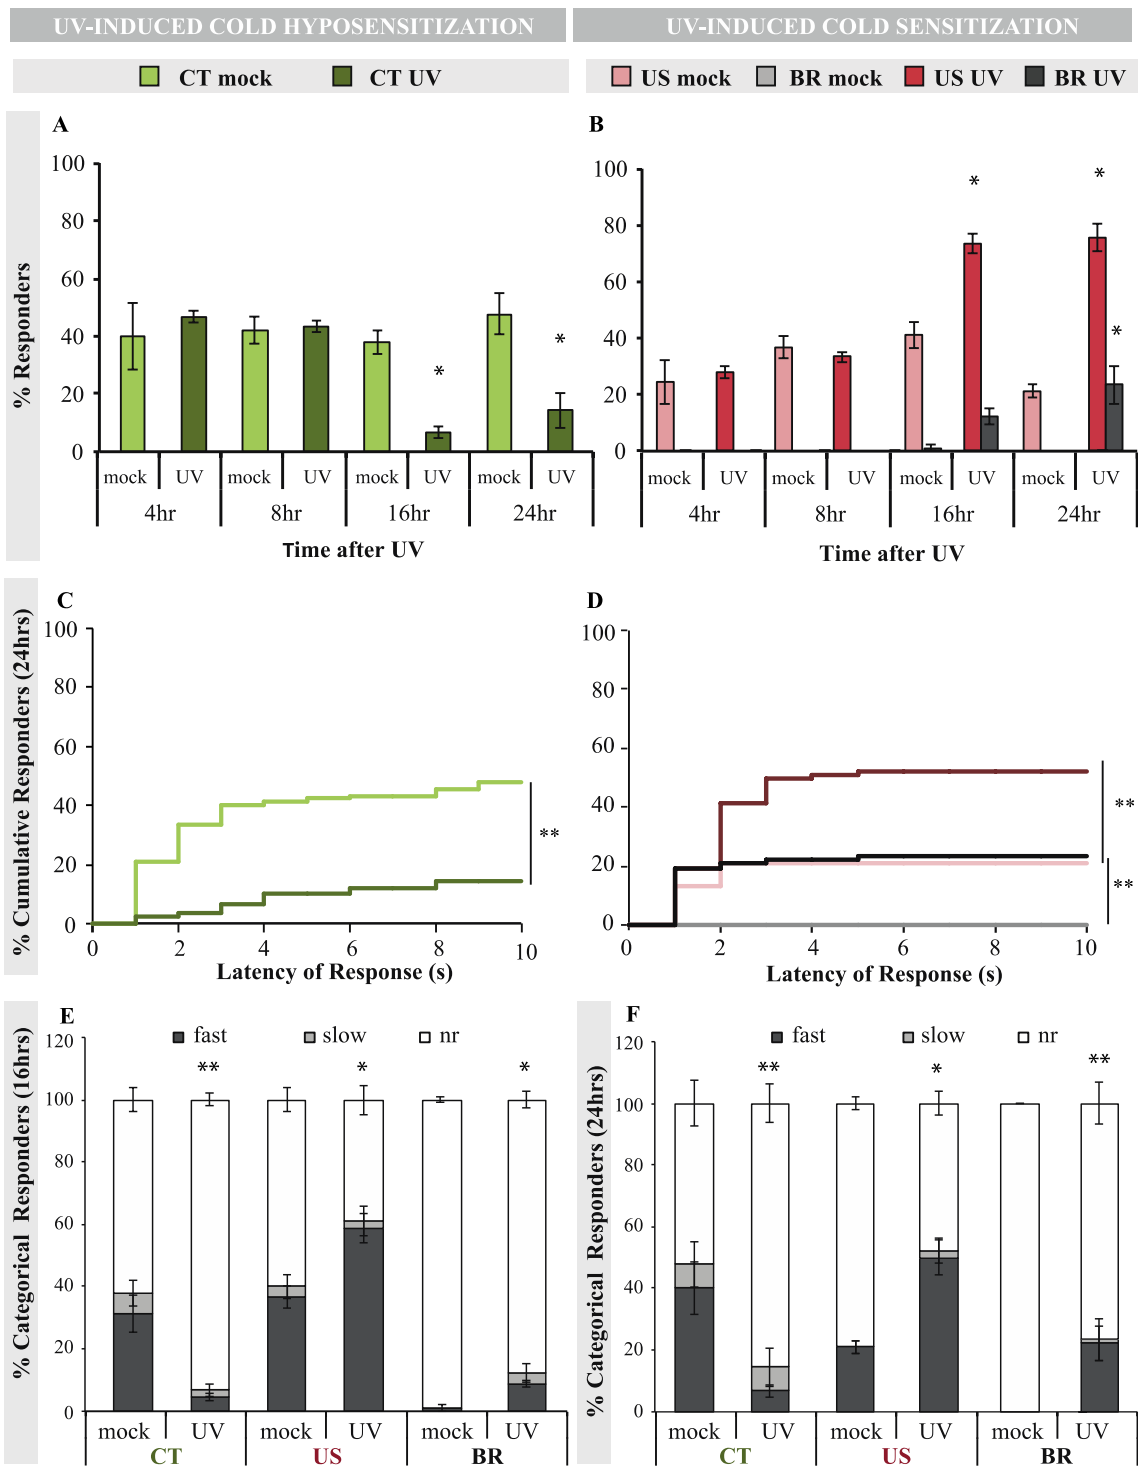 UV-INDUCED COLD HYPOSENSITIZATION
UV-INDUCED COLD SENSITIZATION
CT mock CT UV
US mock BR mock US UV BR UV
A
% Responders
100
80
60
40
20
0
* *
mock UV mock UV mock UV mock UV
4hr 8hr 16hr 24hr
Time after UV
B
100
80
60
40
20
0
* * *
mock UV mock UV mock UV mock UV
4hr 8hr 16hr 24hr
Time after UV
C
% Cumulative Responders (24hrs)
100
80
60
40
20
0
**
0 2 4 6 8 10
Latency of Response (s)
D
100
80
60
40
20
0
**
**
0 2 4 6 8 10
Latency of Response (s)
E
% Categorical Responders (16hrs)
fast slow nr
120
100
80
60
40
20
0
** * *
mock UV mock UV mock UV
CT US BR
F
% Categorical Responders (24hrs)
fast slow nr
120
100
80
60
40
20
0
** * **
mock UV mock UV mock UV
CT US BR